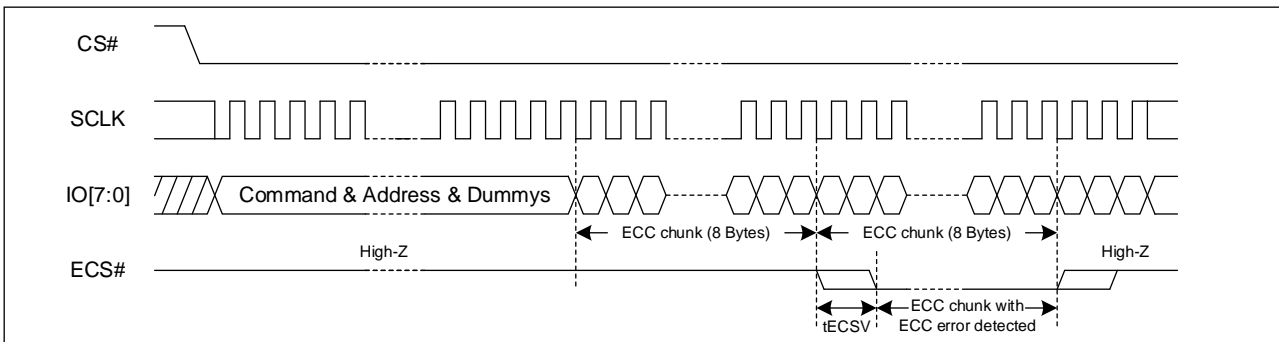 CS#
SCLK
IO[7:0]
Command & Address & Dummys
ECC chunk (8 Bytes)
ECC chunk (8 Bytes)
High-Z
High-Z
ECS#
tECSV
ECC chunk with
ECC error detected